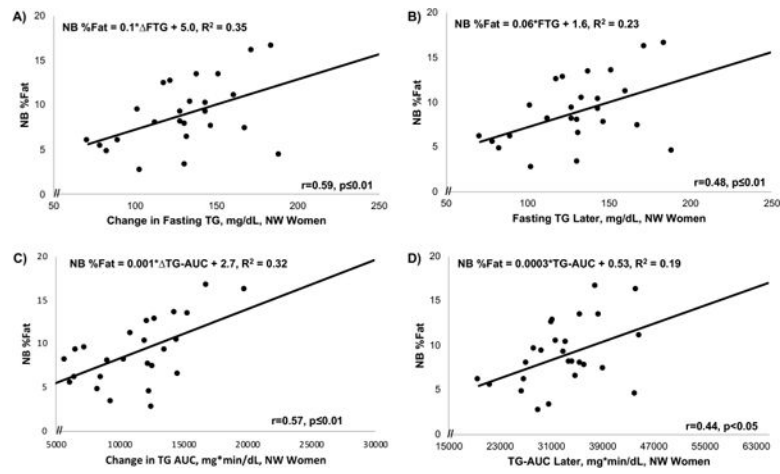 A)
NB %Fat = 0.1*ΔFTG + 5.0, R² = 0.35
NB %Fat
20
15
10
5
0
50
100
150
200
250
r=0.59, p≤0.01
Change in Fasting TG, mg/dL, NW Women
B)
NB %Fat = 0.06*FTG + 1.6, R² = 0.23
NB %Fat
20
15
10
5
0
50
100
150
200
250
r=0.48, p≤0.01
Fasting TG Later, mg/dL, NW Women
C)
NB %Fat = 0.001*ΔTG-AUC + 2.7, R² = 0.32
NB %Fat
20
15
10
5
0
5000
10000
15000
20000
25000
30000
r=0.57, p≤0.01
Change in TG AUC, mg*min/dL, NW Women
D)
NB %Fat = 0.0003*TG-AUC + 0.53, R² = 0.19
NB %Fat
20
15
10
5
0
15000
23000
31000
39000
47000
55000
63000
r=0.44, p<0.05
TG-AUC Later, mg*min/dL, NW Women